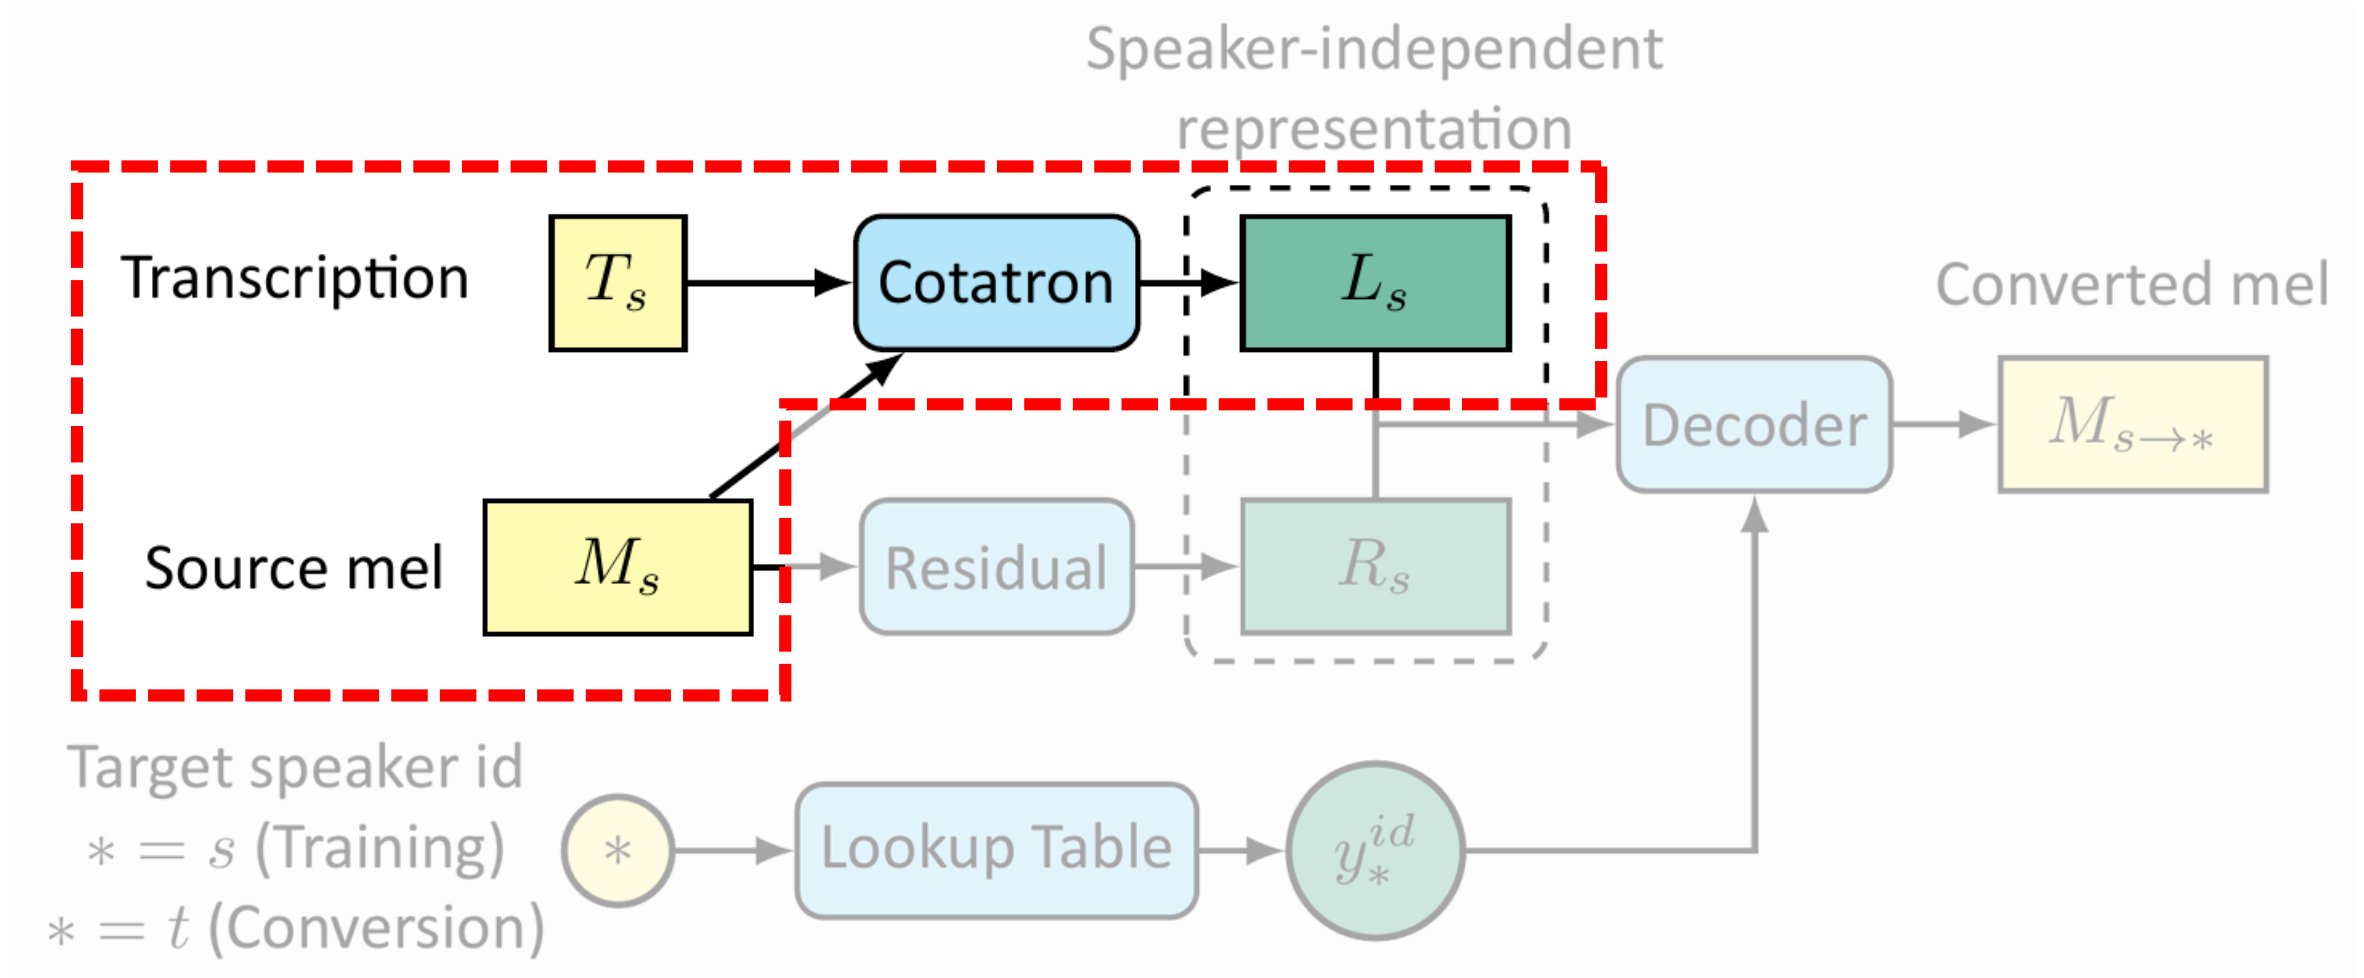 Speaker-independent
representation
Transcription
T_s
Cotatron
L_s
Converted mel
Decoder
M_{s→*}
Source mel
M_s
Residual
R_s
Target speaker id
* = s (Training)
* = t (Conversion)
*
Lookup Table
y_*^{id}